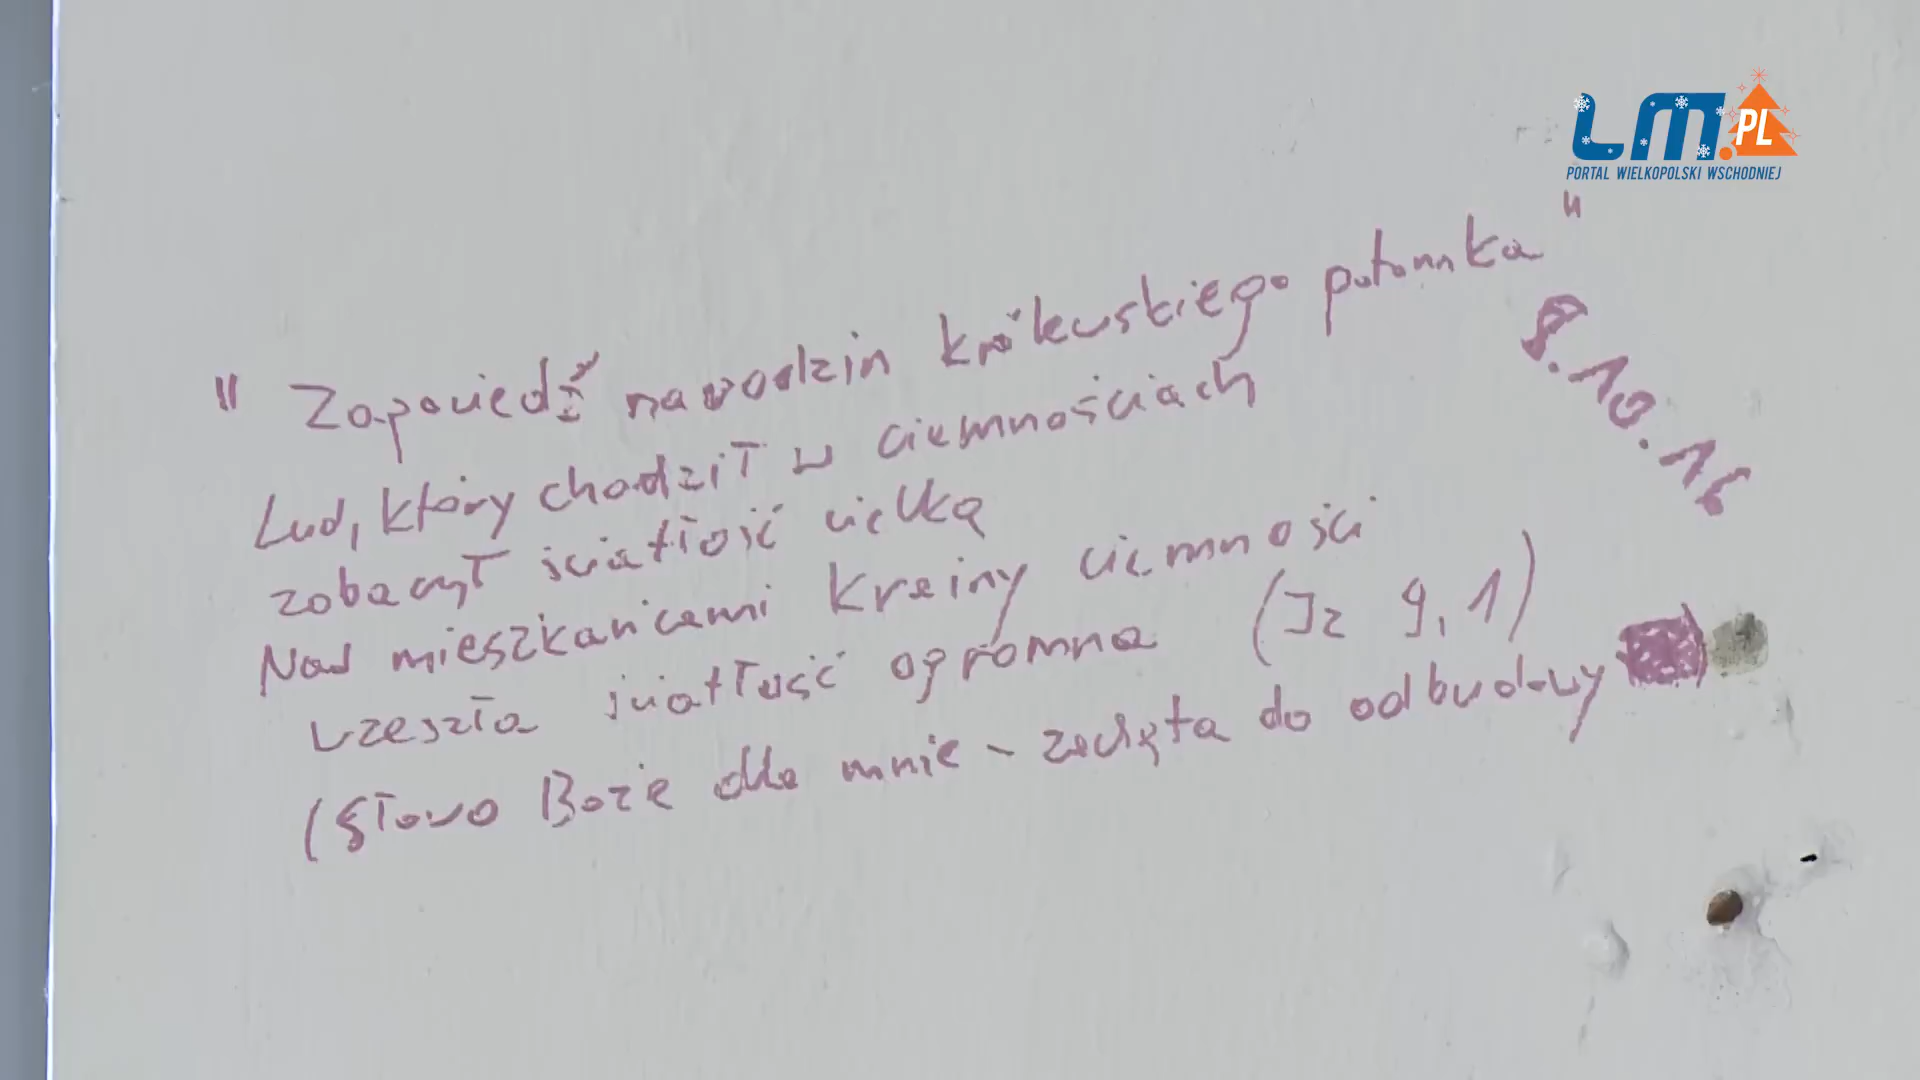 LM.PL
PORTAL WIELKOPOLSKI WSCHODNIEJ
" Zapowiedź narodzin królewskiego potomka "
8.10.16
Lud, który chodził w ciemnościach
zobaczył światłość wielką
Nad mieszkańcami krainy ciemności
wzeszła światłość ogromna (Iz 9,1)
(Słowo Boże dla mnie - zachęta do odbudowy